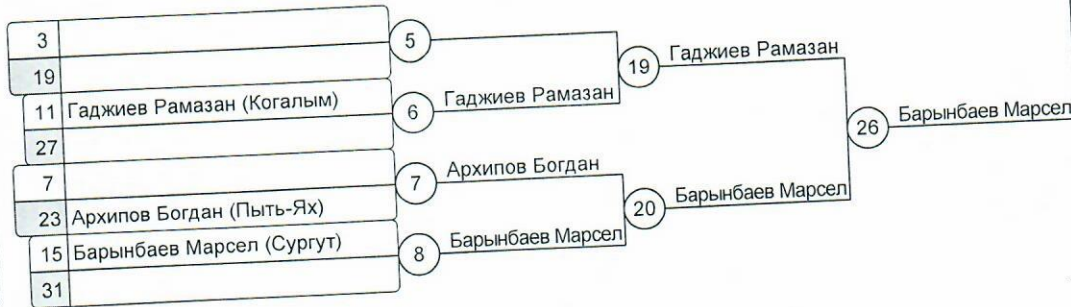 3
5
19
11 Гаджиев Рамазан (Когалым)
6 Гаджиев Рамазан
19 Гаджиев Рамазан
27
7
7 Архипов Богдан
23 Архипов Богдан (Пыть-Ях)
26 Барынбаев Марсел
15 Барынбаев Марсел (Сургут)
8 Барынбаев Марсел
20 Барынбаев Марсел
31